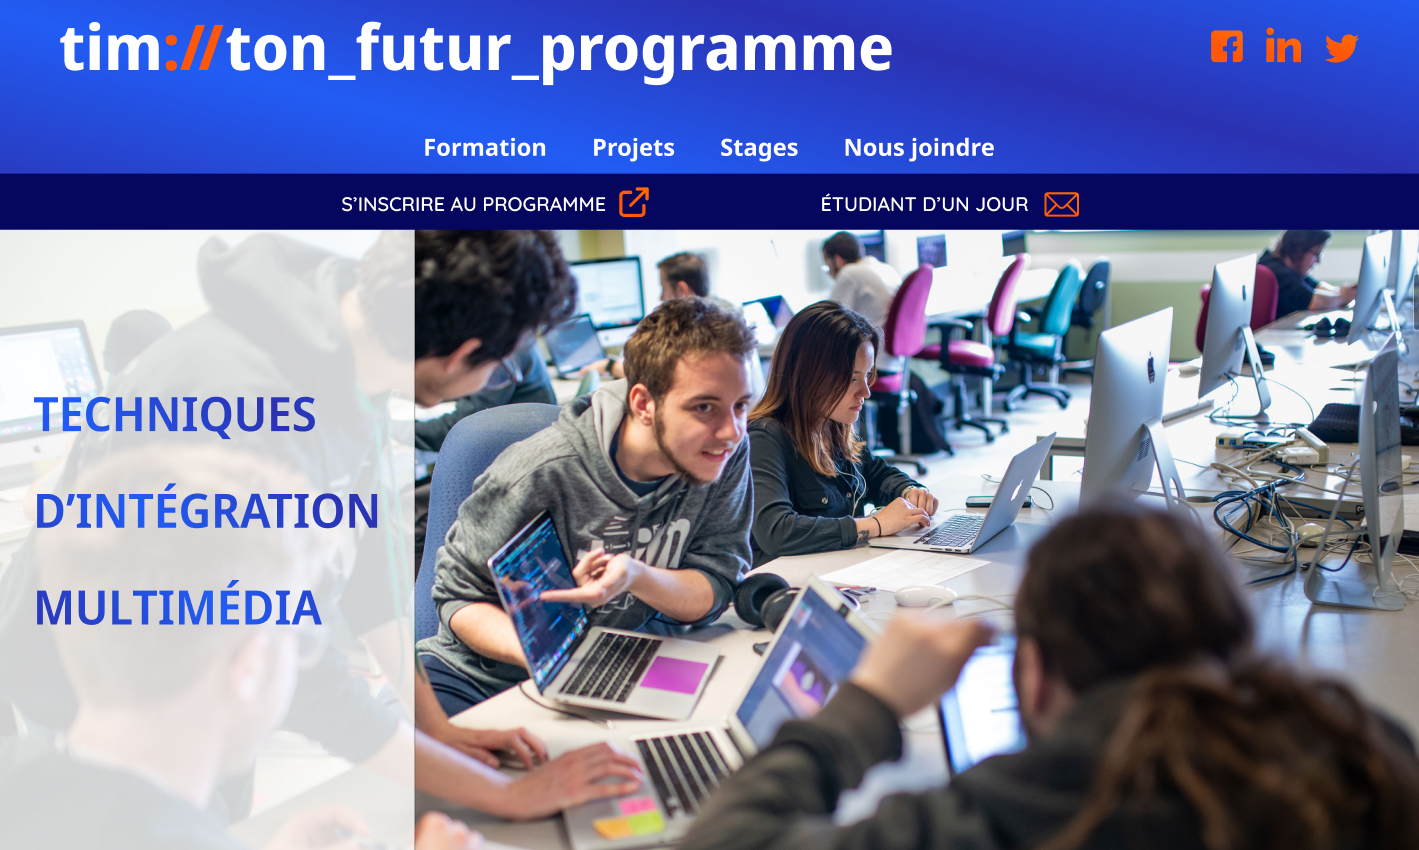 tim://ton_futur_programme
Formation Projets Stages Nous joindre
S’INSCRIRE AU PROGRAMME ÉTUDIANT D’UN JOUR
TECHNIQUES
D’INTÉGRATION
MULTIMÉDIA